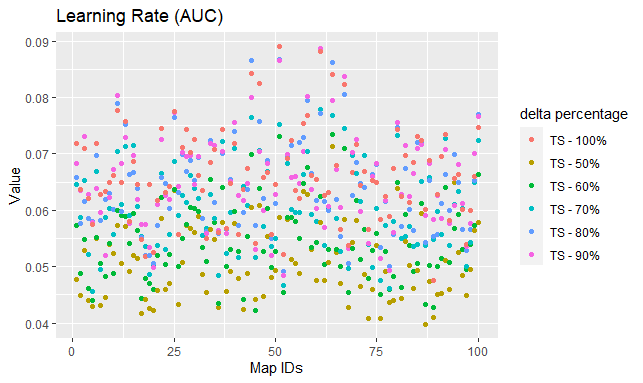 Learning Rate (AUC)
0.09
0.08
0.07
0.06
0.05
0.04
Value
0
25
50
75
100
Map IDs
delta percentage
TS - 100%
TS - 50%
TS - 60%
TS - 70%
TS - 80%
TS - 90%